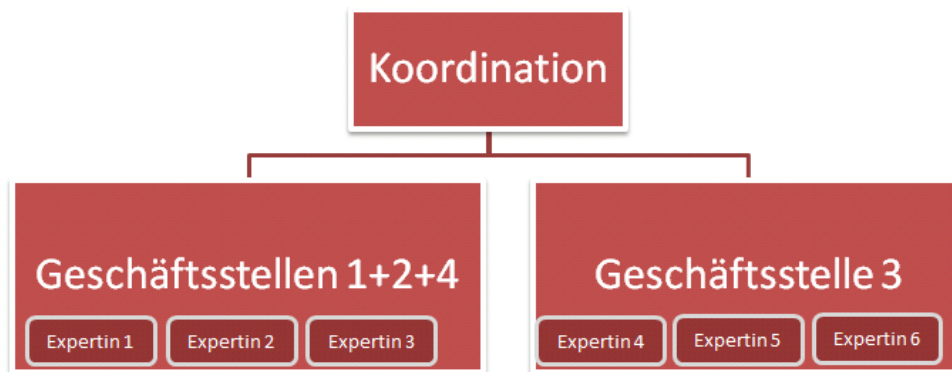 Koordination
Geschäftsstellen 1+2+4
Expertin 1
Expertin 2
Expertin 3
Geschäftsstelle 3
Expertin 4
Expertin 5
Expertin 6